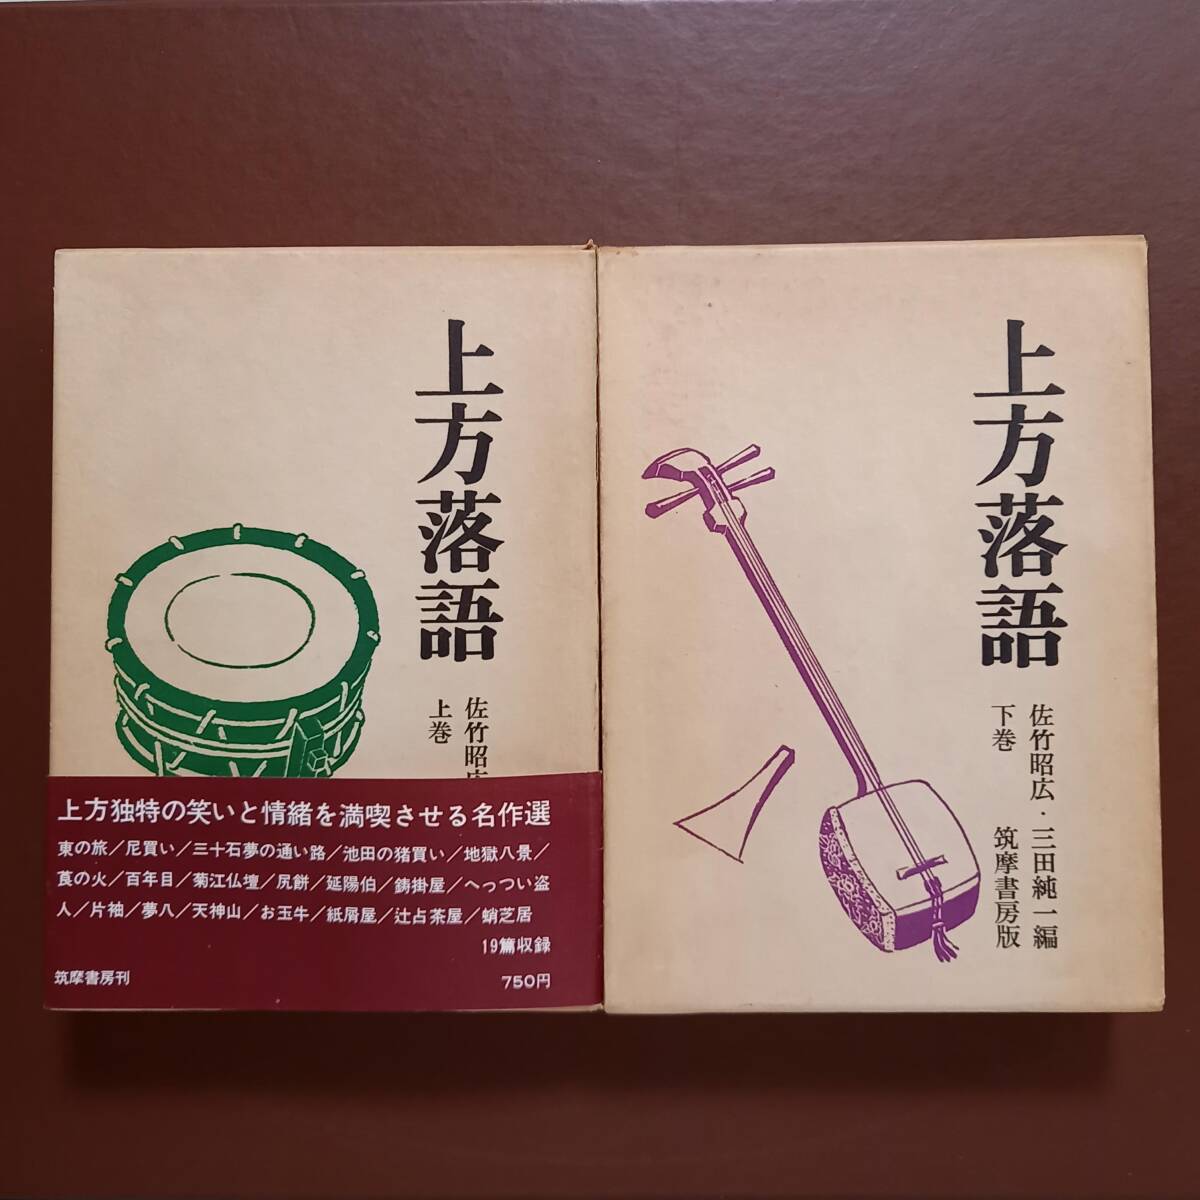 上方落語
佐竹昭広
上巻
上方独特の笑いと情緒を満喫させる名作選
東の旅／尼買い／三十石夢の通い路／池田の猪買い／地獄八景／
莨の火／百年目／菊江仏壇／尻餅／延陽伯／鋳掛屋／へっつい盗
人／片袖／夢八／天神山／お玉牛／紙屑屋／辻占茶屋／蛸芝居
19篇収録
筑摩書房刊
750円
上方落語
佐竹昭広・三田純一編
下巻
筑摩書房版